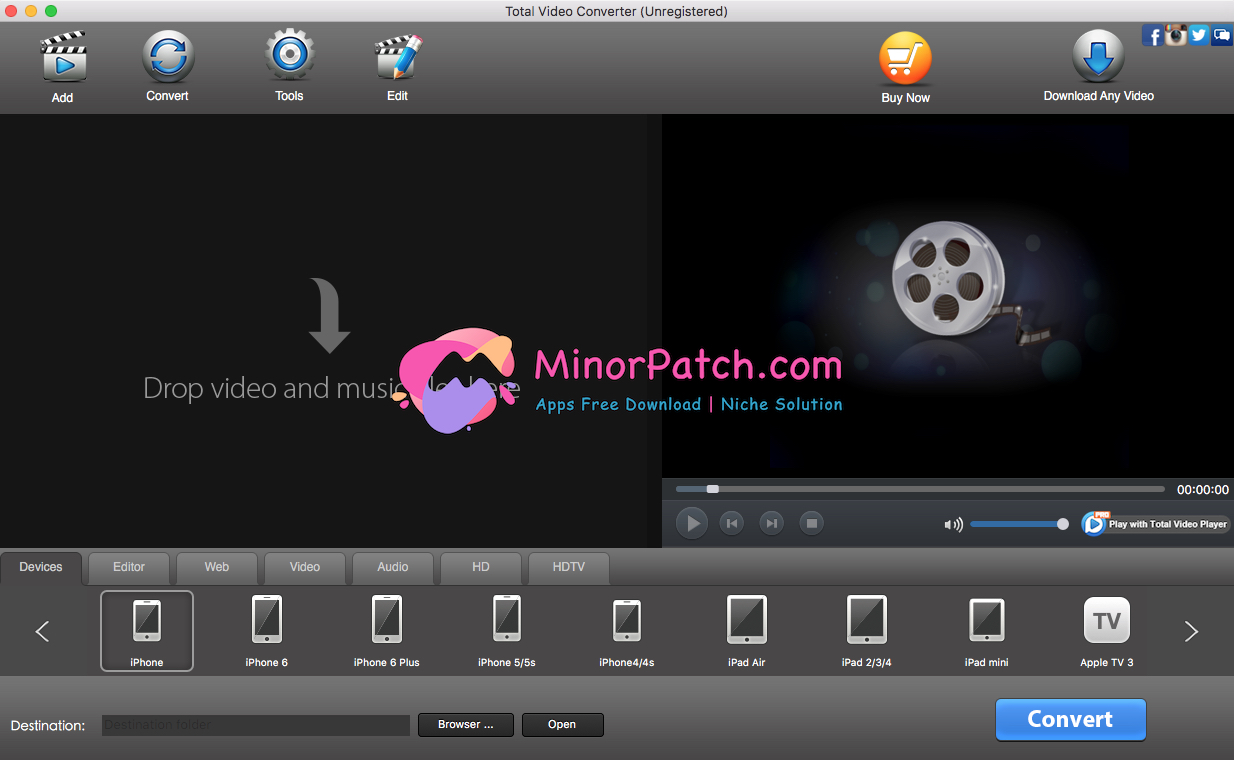 Total Video Converter (Unregistered)
Add
Convert
Tools
Edit
Buy Now
Download Any Video
Drop video and music files here
MinorPatch.com
Apps Free Download | Niche Solution
00:00:00
PRO
Play with Total Video Player
Devices
Editor
Web
Video
Audio
HD
HDTV
TV
iPhone
iPhone 6
iPhone 6 Plus
iPhone 5/5s
iPhone4/4s
iPad Air
iPad 2/3/4
iPad mini
Apple TV 3
Destination:
Destination folder
Browser ...
Open
Convert